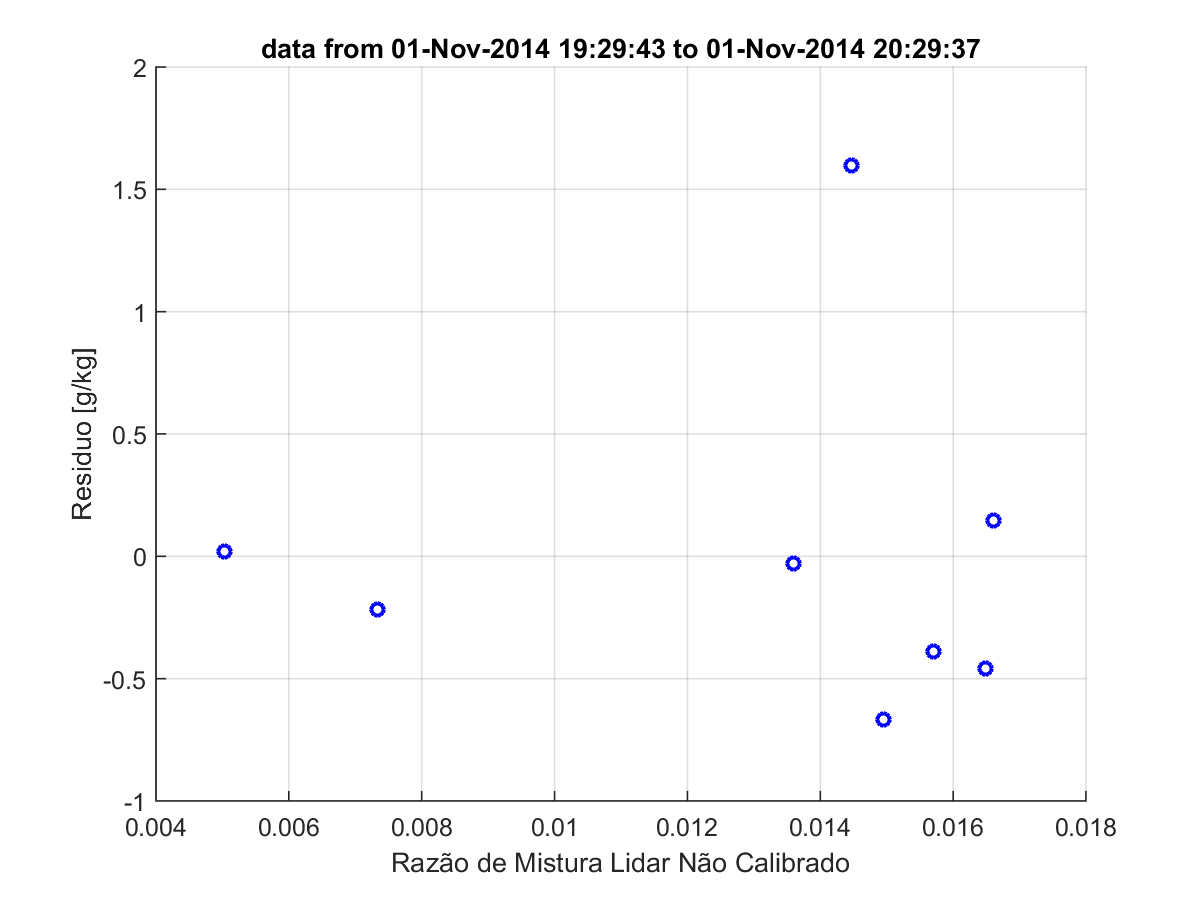 data from 01-Nov-2014 19:29:43 to 01-Nov-2014 20:29:37
2
1.5
1
0.5
0
-0.5
-1
Residuo [g/kg]
0.004 0.006 0.008 0.01 0.012 0.014 0.016 0.018
Razão de Mistura Lidar Não Calibrado